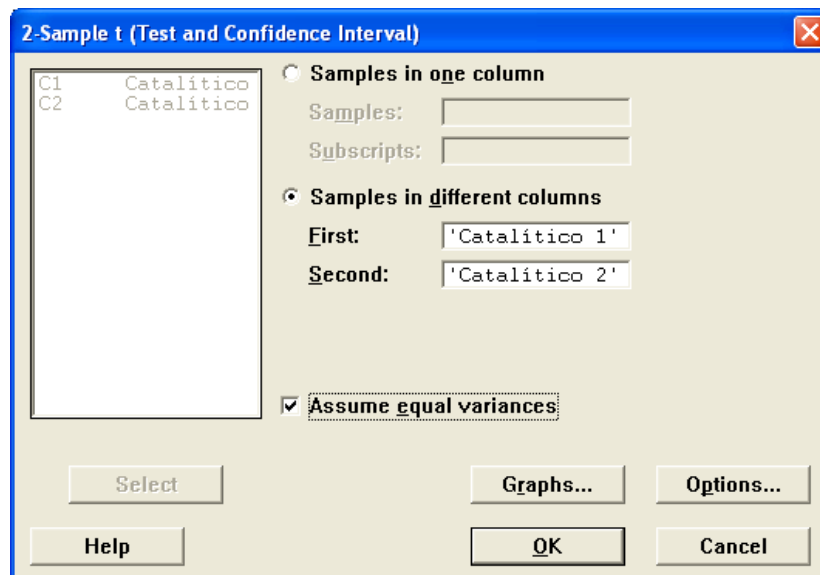 2-Sample t (Test and Confidence Interval)
C1 Catalítico
C2 Catalítico
Samples in one column
Samples:
Subscripts:
Samples in different columns
First: 'Catalítico 1'
Second: 'Catalítico 2'
Assume equal variances
Select
Graphs...
Options...
Help
OK
Cancel